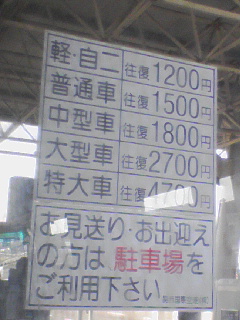 軽・自二 往復1200円
普通車 往復1500円
中型車 往復1800円
大型車 往復2700円
特大車 往復4700円
お見送り・お出迎え
の方は 駐車場を
ご利用下さい